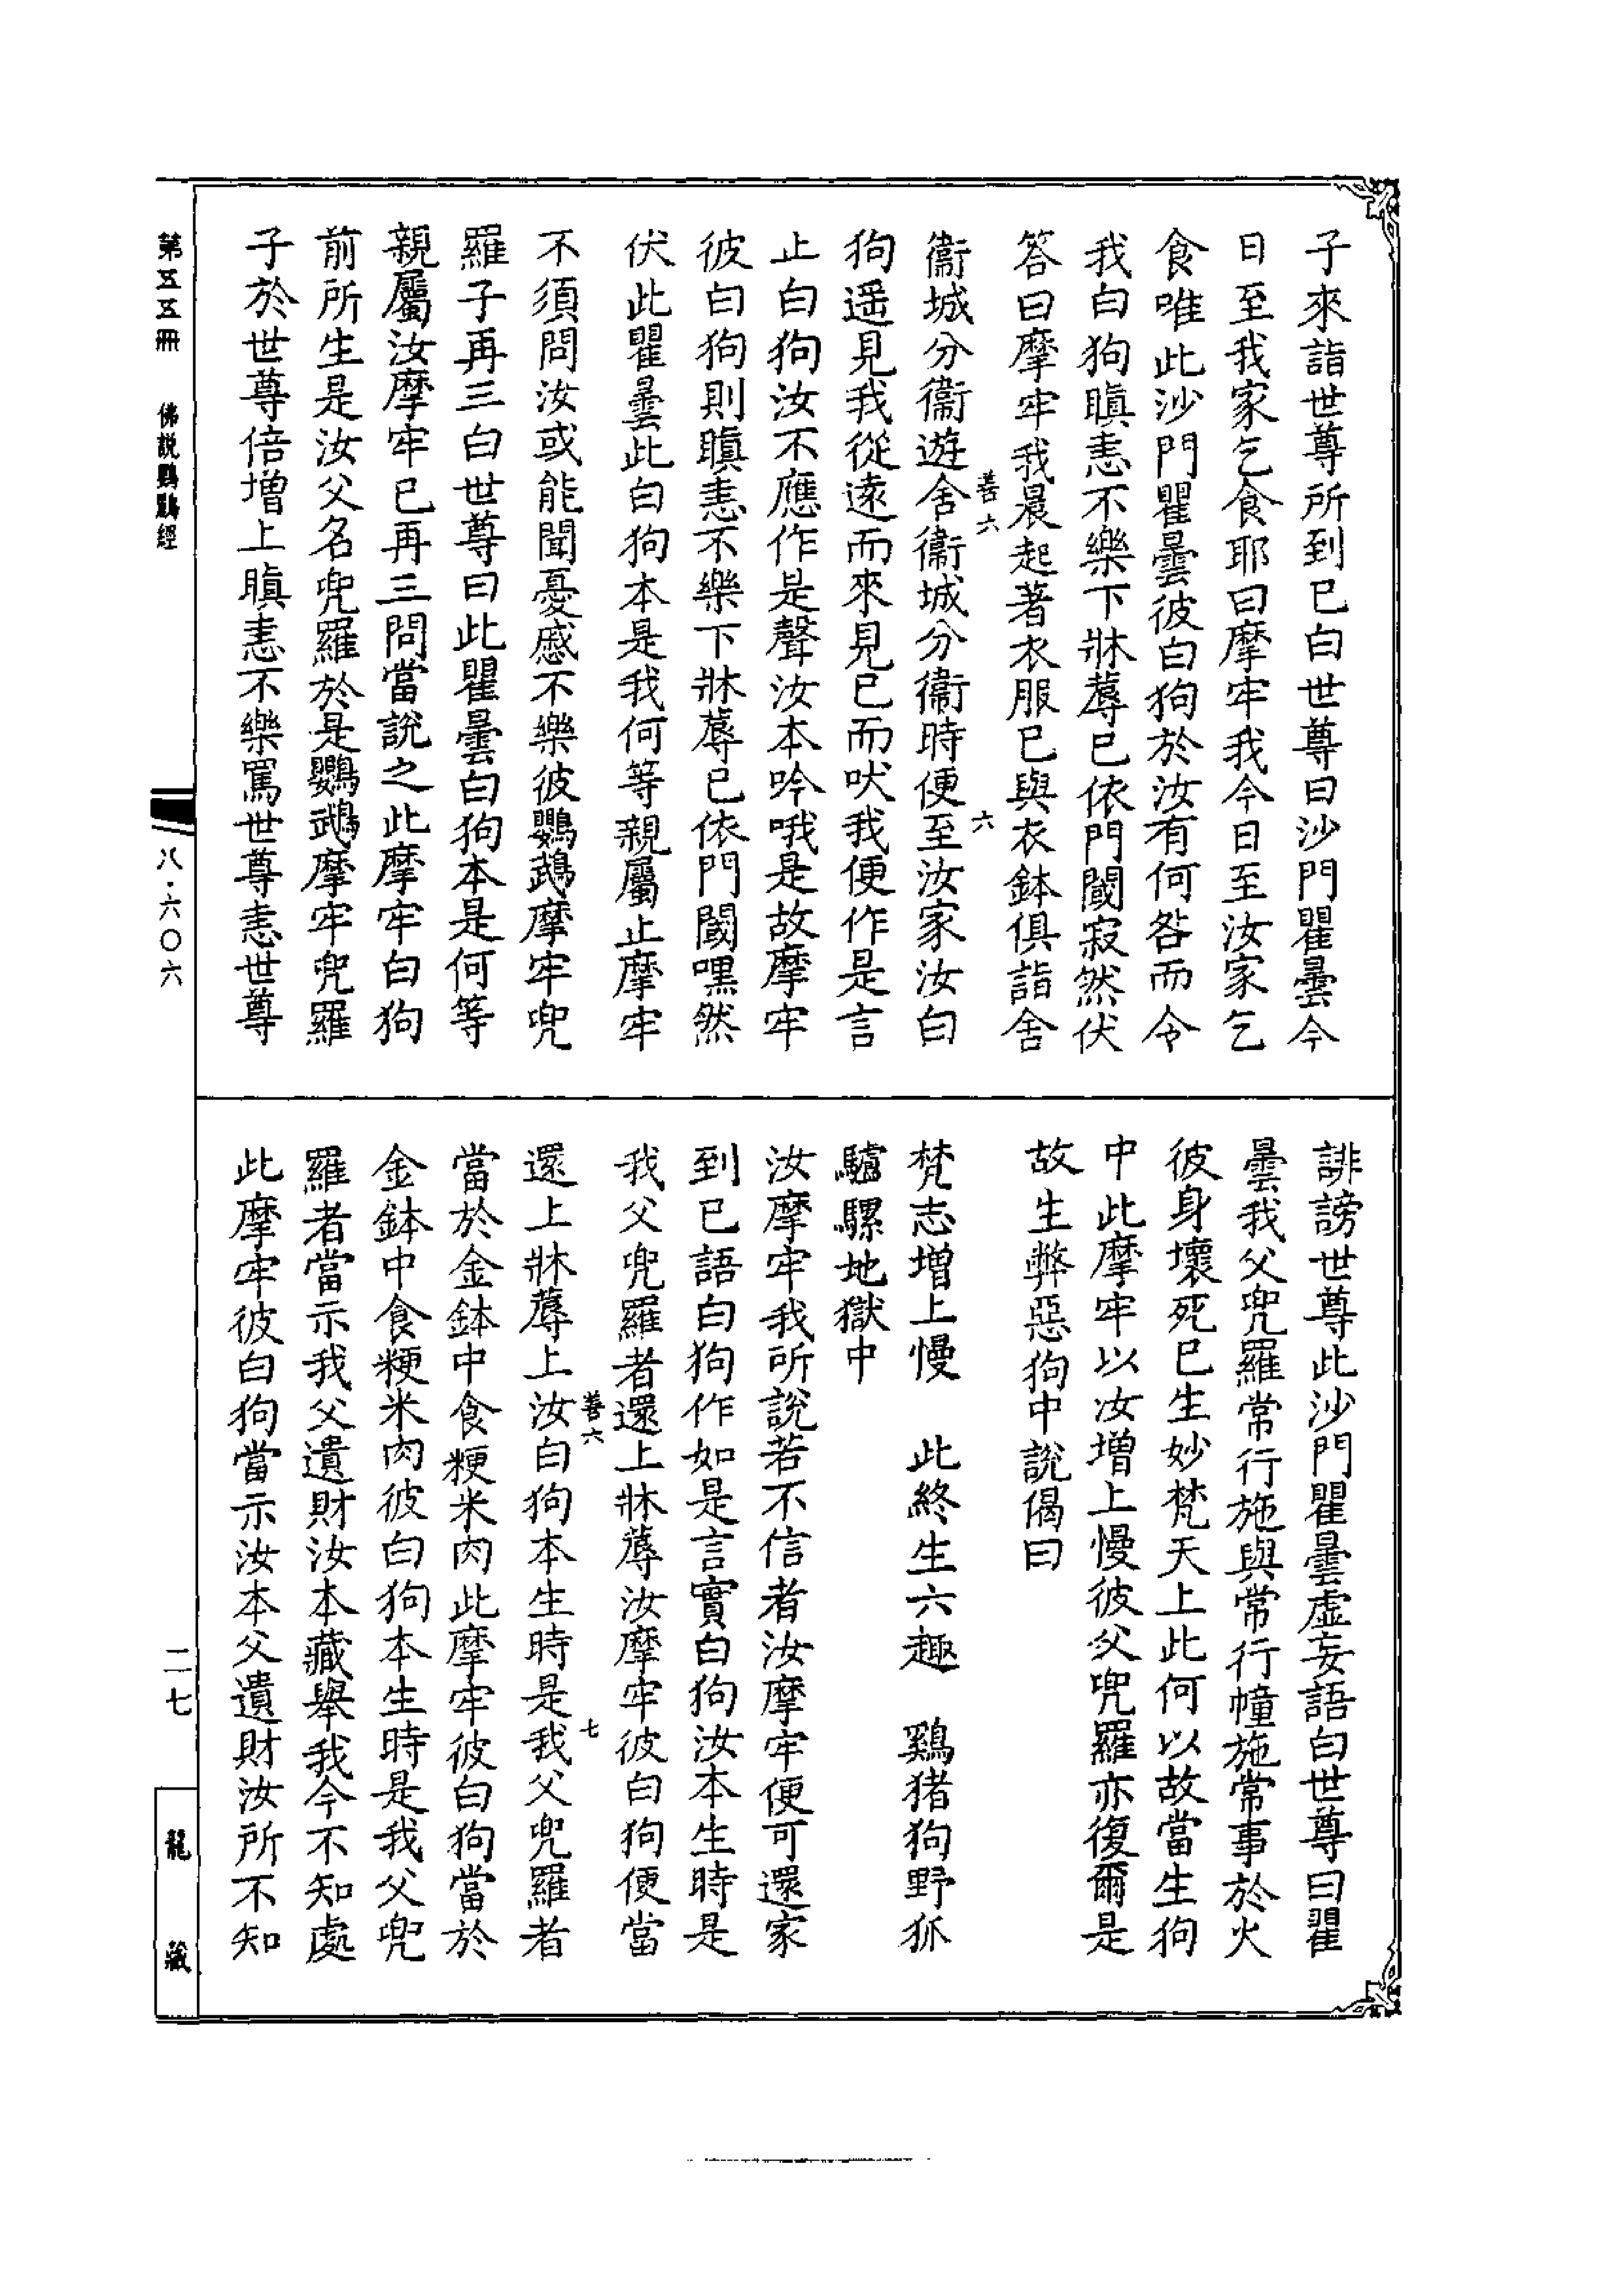 子來詣世尊所到已白世尊曰沙門瞿曇今
日至我家乞食耶曰摩牢我今日至汝家乞
食唯此沙門瞿曇彼白狗於汝有何咎而令
我白狗瞋恚不樂下牀蓐已依門閾寂然伏
答曰摩牢我晨起著衣服已與衣鉢俱詣舍
善六
六
衞城分衞遊舍衞城分衞時便至汝家汝白
狗遥見我從遠而來見已而吠我便作是言
止白狗汝不應作是聲汝本吟哦是故摩牢
彼白狗則瞋恚不樂下牀蓐已依門閾嘿然
伏此瞿曇此白狗本是我何等親屬止摩牢
不須問汝或能聞憂慼不樂彼鸚鵡摩牢兜
羅子再三白世尊曰此瞿曇白狗本是何等
親屬汝摩牢已再三問當說之此摩牢白狗
前所生是汝父名兜羅於是鸚鵡摩牢兜羅
子於世尊倍增上瞋恚不樂罵世尊恚世尊
誹謗世尊此沙門瞿曇虛妄語白世尊曰瞿
曇我父兜羅常行施與常行幢施常事於火
彼身壞死已生妙梵天上此何以故當生狗
中此摩牢以汝增上慢彼父兜羅亦復爾是
故生弊惡狗中說偈曰
梵志增上慢 此終生六趣 鷄猪狗野狐
驢騾地獄中
汝摩牢我所說若不信者汝摩牢便可還家
到已語白狗作如是言實白狗汝本生時是
我父兜羅者還上牀蓐汝摩牢彼白狗便當
善六
七
還上牀蓐上汝白狗本生時是我父兜羅者
當於金鉢中食粳米肉此摩牢彼白狗當於
金鉢中食粳米肉彼白狗本生時是我父兜
羅者當示我父遺財汝本藏舉我今不知處
此摩牢彼白狗當示汝本父遺財汝所不知
第五五冊 佛說鸚鵡經
八·六〇六
二七
龍藏